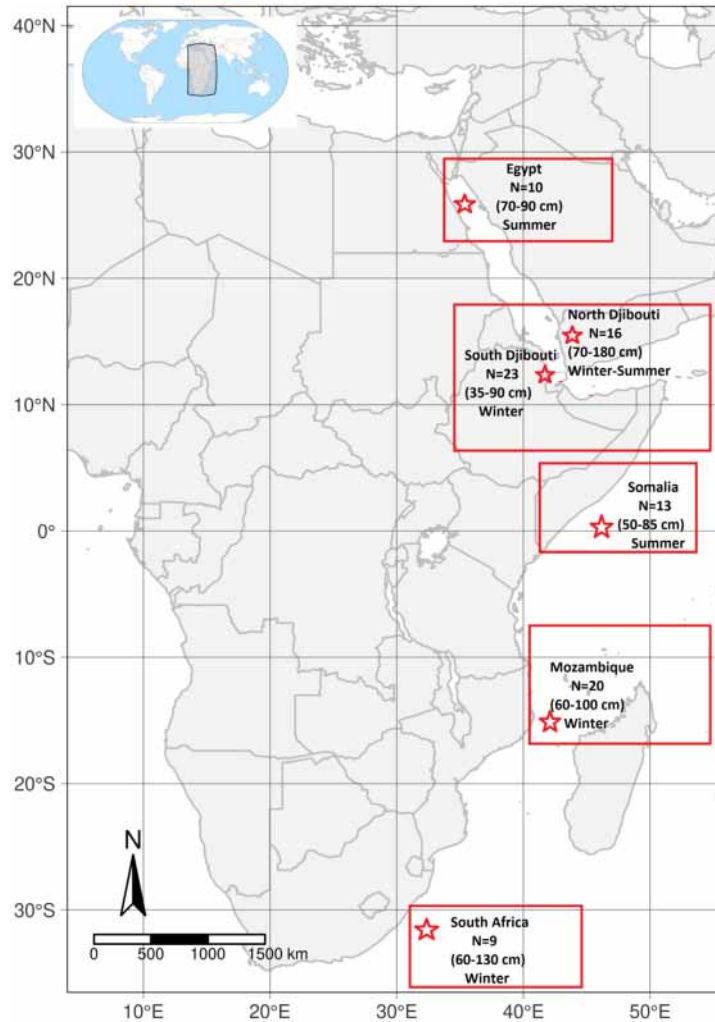 40°N
30°N
20°N
10°N
0°
10°S
20°S
30°S
Egypt
N=10
(70-90 cm)
Summer
North Djibouti
N=16
(70-180 cm)
Winter-Summer
South Djibouti
N=23
(35-90 cm)
Winter
Somalia
N=13
(50-85 cm)
Summer
Mozambique
N=20
(60-100 cm)
Winter
South Africa
N=9
(60-130 cm)
Winter
N
0 500 1000 1500 km
10°E 20°E 30°E 40°E 50°E